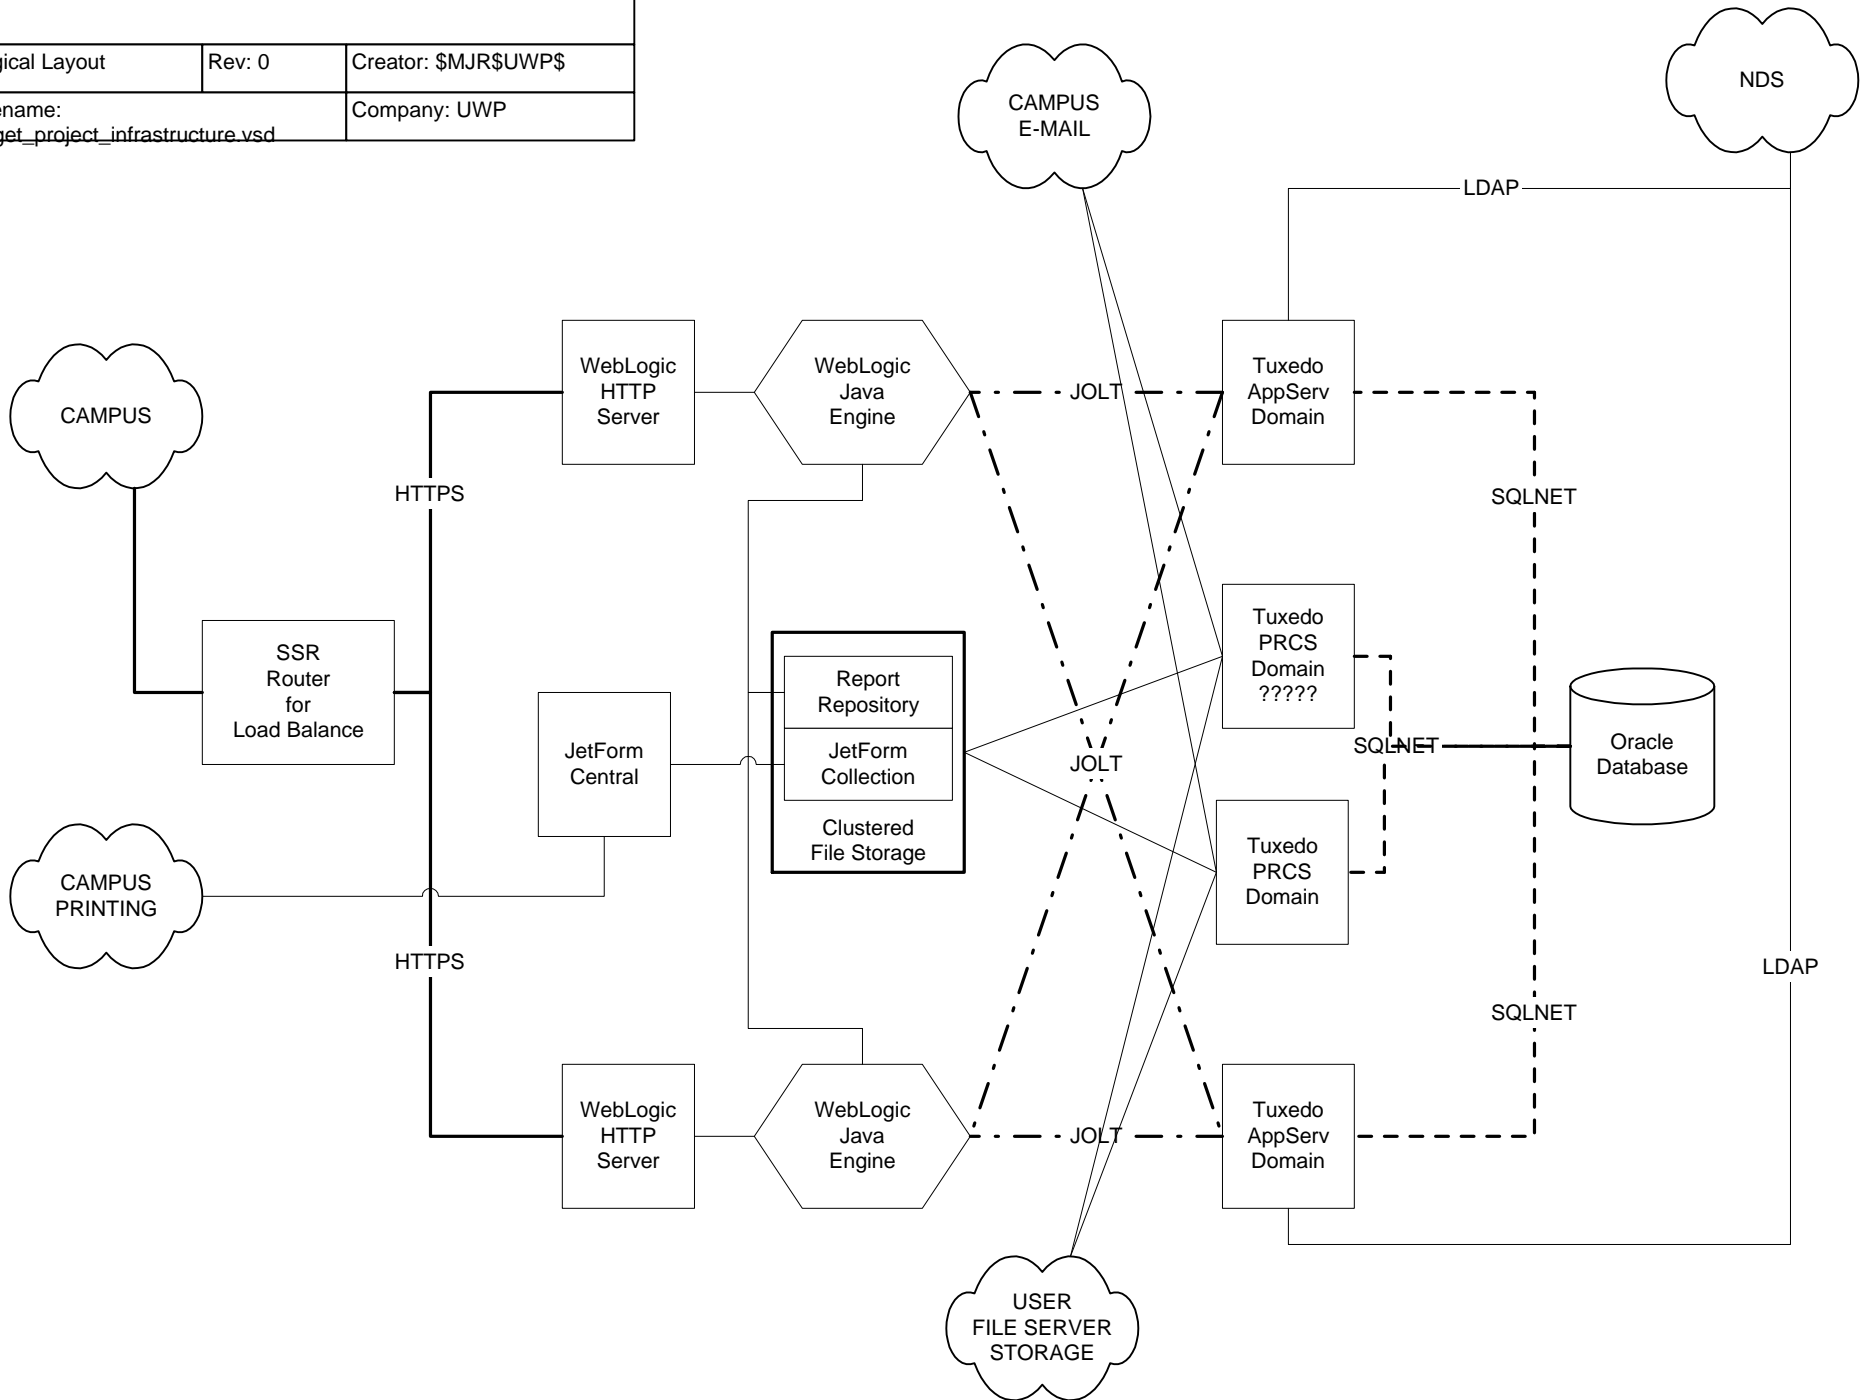 gical Layout
Rev: 0
Creator: $MJR$UWP$
ename:
get_project_infrastructure.vsd
Company: UWP
NDS
CAMPUS
E-MAIL
LDAP
CAMPUS
WebLogic
HTTP
Server
WebLogic
Java
Engine
JOLT
Tuxedo
AppServ
Domain
HTTPS
SQLNET
SSR
Router
for
Load Balance
JetForm
Central
Report
Repository
JetForm
Collection
Clustered
File Storage
JOLT
Tuxedo
PRCS
Domain
?????
SQLNET
Oracle
Database
Tuxedo
PRCS
Domain
CAMPUS
PRINTING
HTTPS
LDAP
SQLNET
WebLogic
HTTP
Server
WebLogic
Java
Engine
JOLT
Tuxedo
AppServ
Domain
USER
FILE SERVER
STORAGE